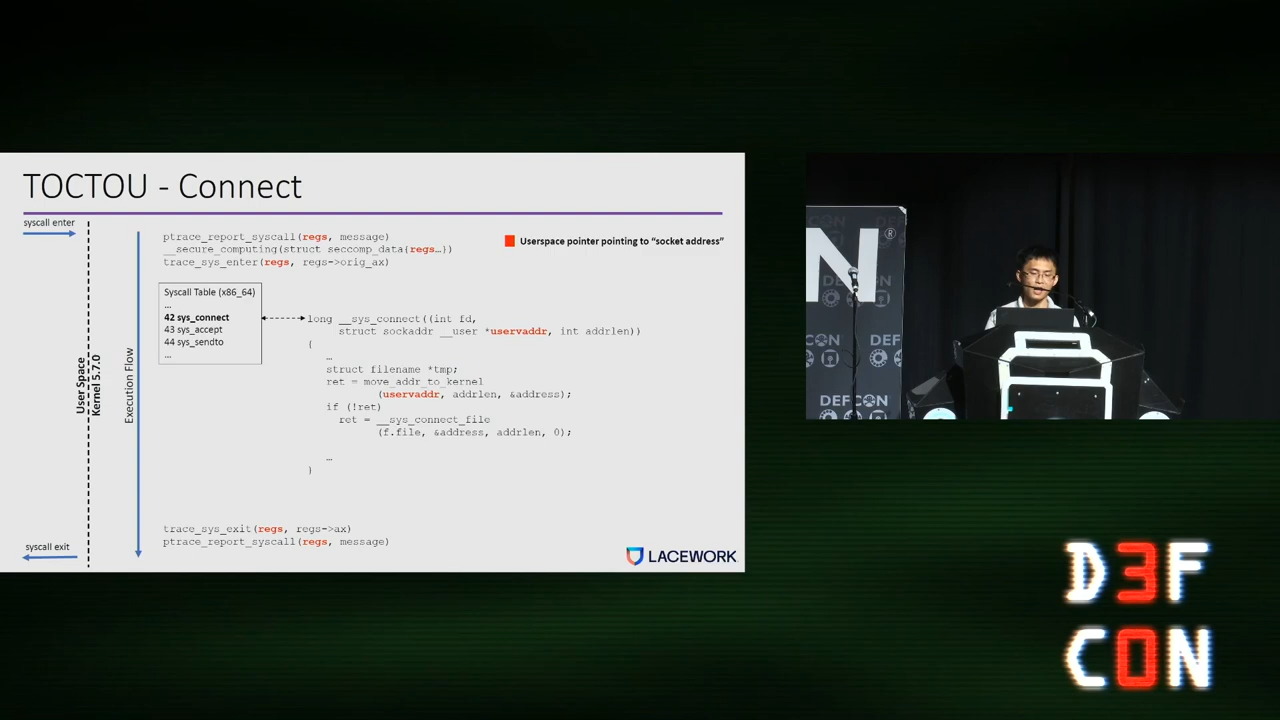 TOCTOU - Connect
syscall enter
ptrace_report_syscall(regs, message)
__secure_computing(struct seccomp_data{regs…})
trace_sys_enter(regs, regs->orig_ax)
Userspace pointer pointing to “socket address”
Syscall Table (x86_64)
…
42 sys_connect
43 sys_accept
44 sys_sendto
…
long __sys_connect((int fd,
struct sockaddr __user *uservaddr, int addrlen))
(
…
struct filename *tmp;
ret = move_addr_to_kernel
(uservaddr, addrlen, &address);
if (!ret)
ret = __sys_connect_file
(f.file, &address, addrlen, 0);
…
)
User Space
Kernel 5.7.0
Execution Flow
trace_sys_exit(regs, regs->ax)
ptrace_report_syscall(regs, message)
syscall exit
LACEWORK
N®
DEFCON
DEF
DEFCON
D3F
C0N